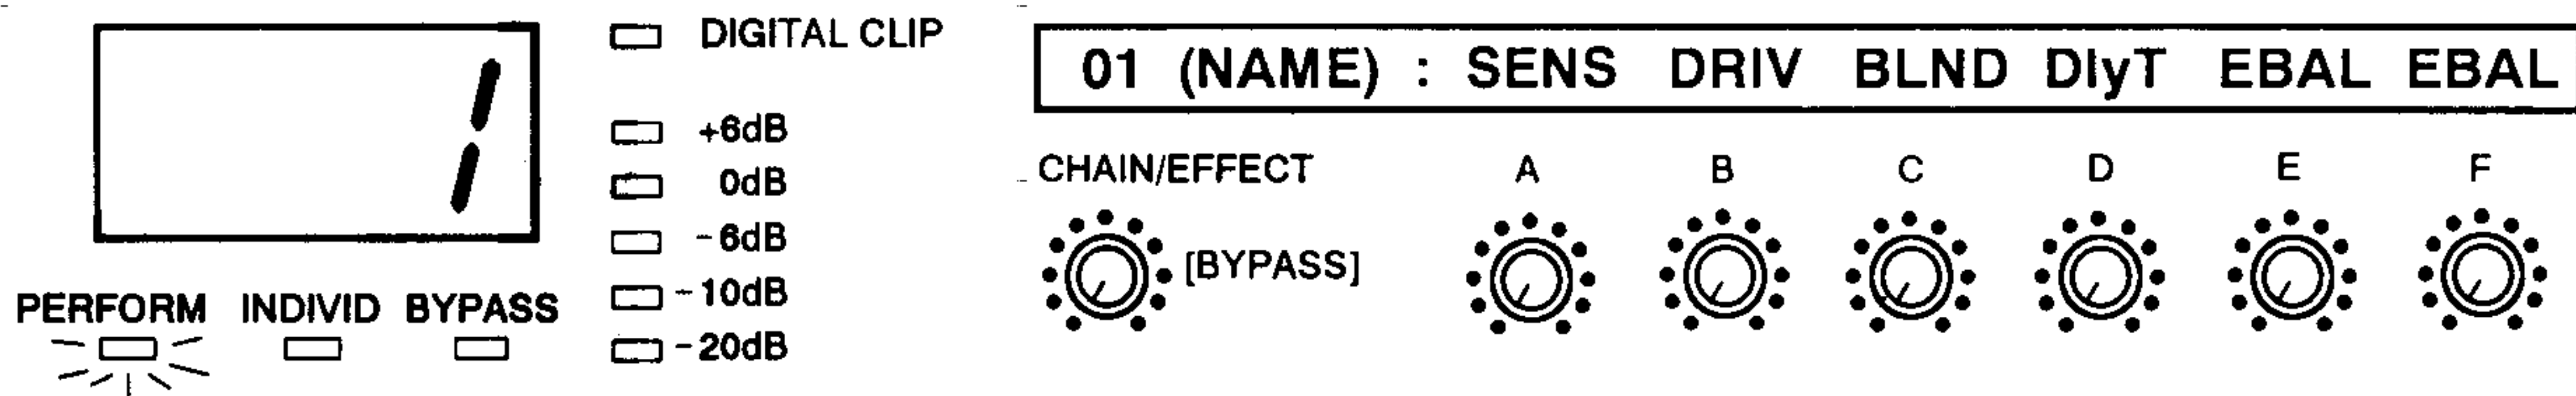 1
DIGITAL CLIP
+6dB
0dB
-6dB
-10dB
-20dB
PERFORM INDIVID BYPASS
01 (NAME) : SENS DRIV BLND DlyT EBAL EBAL
CHAIN/EFFECT A B C D E F
[BYPASS]